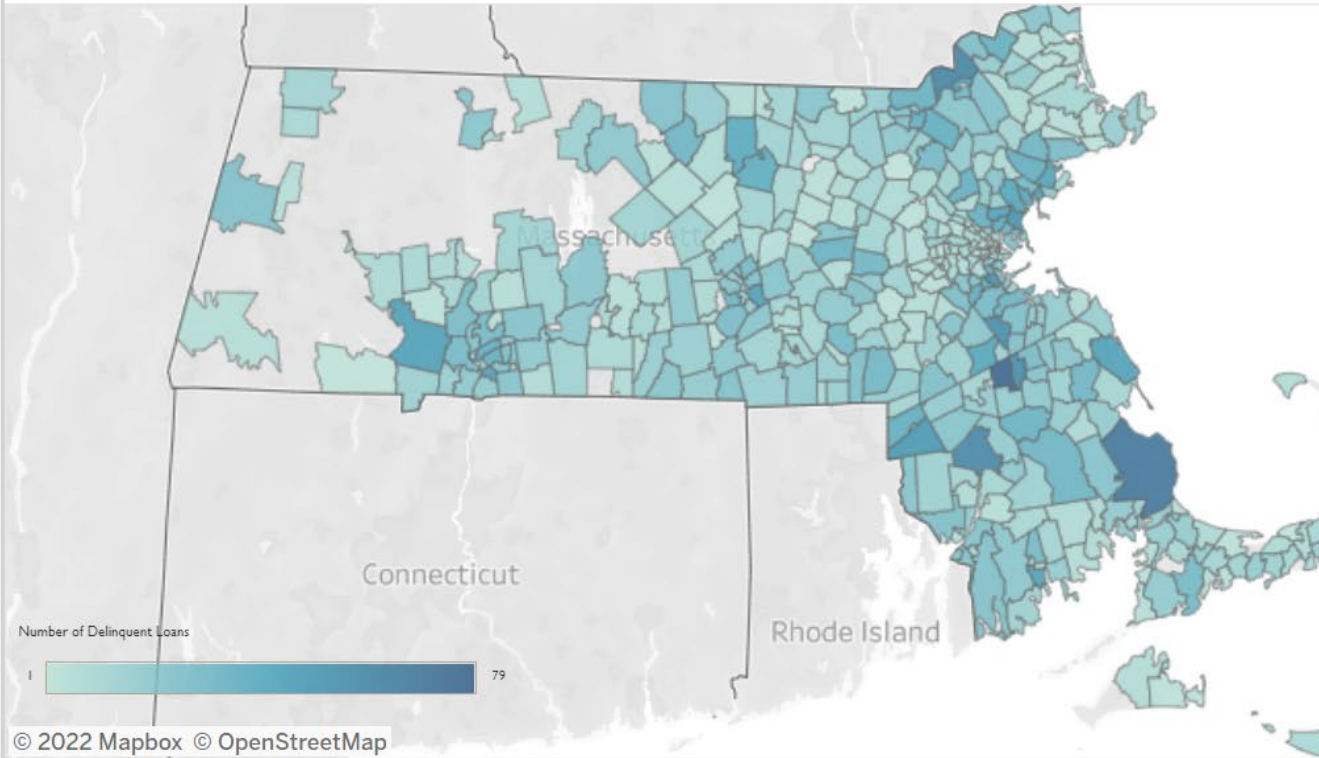 Massachusetts
Connecticut
Rhode Island
Number of Delinquent Loans
1
79
© 2022 Mapbox © OpenStreetMap